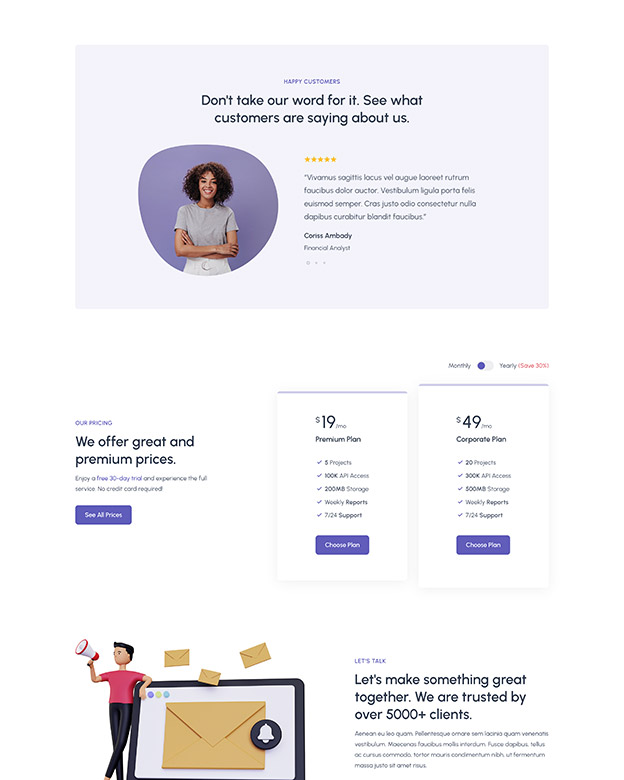 HAPPY CUSTOMERS
Don't take our word for it. See what
customers are saying about us.
"Vivamus sagittis lacus vel augue laoreet rutrum
faucibus dolor auctor. Vestibulum ligula porta felis
euismod semper. Cras justo odio consectetur nulla
dapibus curabitur blandit faucibus."
Coriss Ambady
Financial Analyst
Monthly Yearly (Save 30%)
OUR PRICING
We offer great and
premium prices.
Enjoy a free 30-day trial and experience the full
service. No credit card required!
See All Prices
$19/mo
Premium Plan
5 Projects
100K API Access
200MB Storage
Weekly Reports
7/24 Support
Choose Plan
$49/mo
Corporate Plan
20 Projects
300K API Access
500MB Storage
Weekly Reports
7/24 Support
Choose Plan
LET'S TALK
Let's make something great
together. We are trusted by
over 5000+ clients.
Aenean eu leo quam. Pellentesque ornare sem lacinia quam venenatis
vestibulum. Maecenas faucibus mollis interdum. Fusce dapibus, tellus
ac cursus commodo, tortor mauris condimentum nibh, ut fermentum
massa justo sit amet risus.